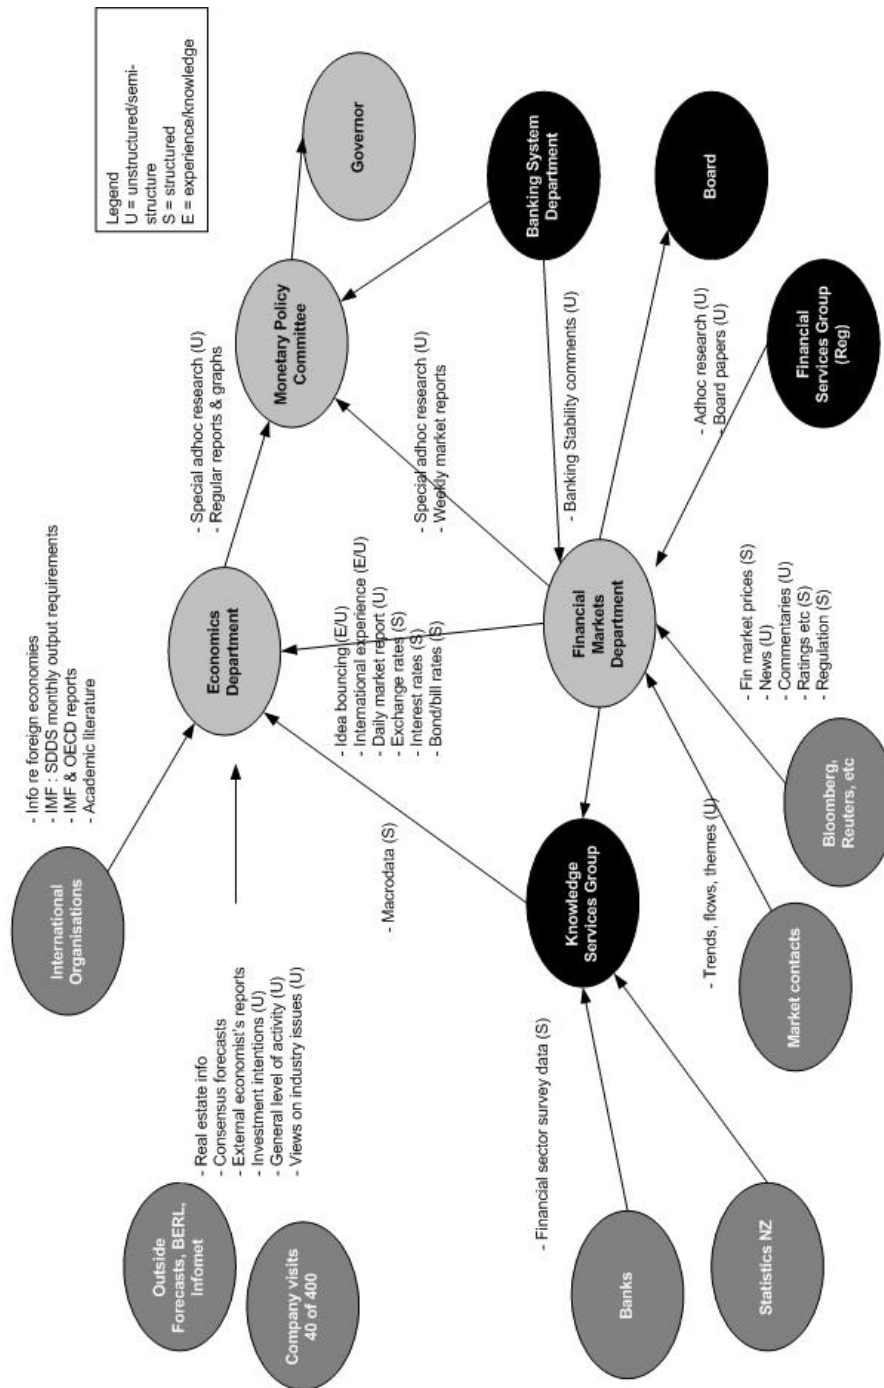 Legend
U = unstructured/semi-
structure
S = structured
E = experience/knowledge
International
Organisations
- Info re foreign economies
- IMF : SDDS monthly output requirements
- IMF & OECD reports
- Academic literature
Outside
Forecasts, BERL,
Infomet
Company visits
40 of 400
- Real estate info
- Consensus forecasts
- External economist's reports
- Investment intentions (U)
- General level of activity (U)
- Views on industry issues (U)
Economics
Department
- Special adhoc research (U)
- Regular reports & graphs
Monetary Policy
Committee
Governor
- Macrodata (S)
- Idea bouncing (E/U)
- International experience (E/U)
- Daily market report (U)
- Exchange rates (S)
- Interest rates (S)
- Bond/bill rates (S)
- Special adhoc research (U)
- Weekly market reports
Banking System
Department
- Banking Stability comments (U)
Banks
- Financial sector survey data (S)
Knowledge
Services Group
Financial
Markets
Department
Board
- Adhoc research (U)
- Board papers (U)
Statistics NZ
- Trends, flows, themes (U)
Market contacts
Bloomberg,
Reuters, etc
- Fin market prices (S)
- News (U)
- Commentaries (U)
- Ratings etc (S)
- Regulation (S)
Financial
Services Group
(Reg)